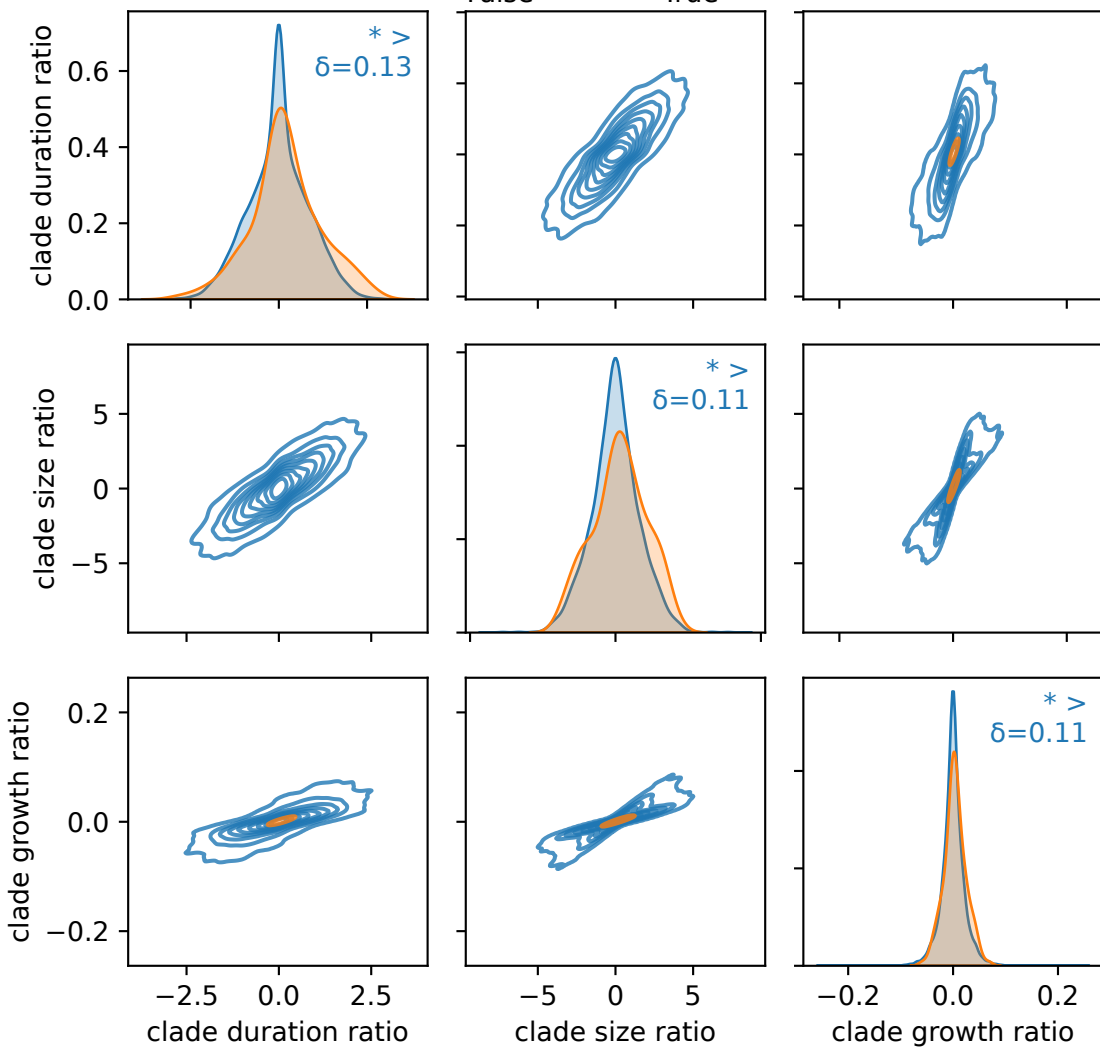 * >
δ=0.13
clade duration ratio
0.6
0.4
0.2
0.0
* >
δ=0.11
clade size ratio
5
0
−5
* >
δ=0.11
clade growth ratio
0.2
0.0
−0.2
−2.5 0.0 2.5 −5 0 5 −0.2 0.0 0.2
clade duration ratio clade size ratio clade growth ratio